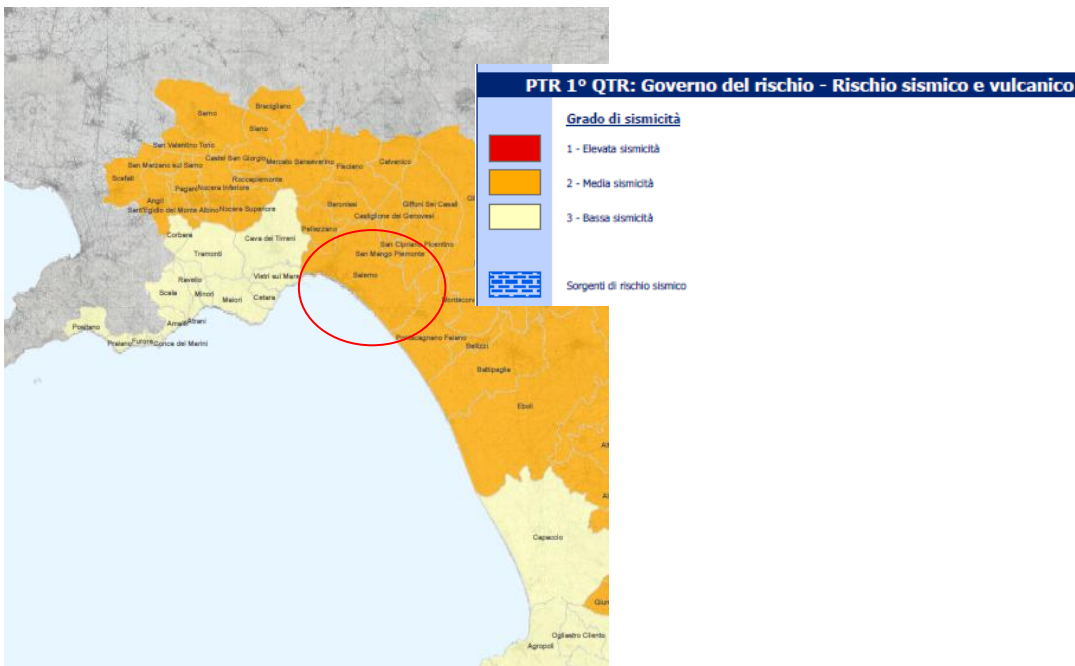 PTR 1° QTR: Governo del rischio - Rischio sismico e vulcanico
Grado di sismicità
1 - Elevata sismicità
2 - Media sismicità
3 - Bassa sismicità
Sorgenti di rischio sismico
Bracigliano
Sarno
Siano
San Valentino Torio
Castel San Giorgio
Mercato Sanseverino
Fisciano
Calvanico
San Marzano sul Sarno
Scafati
Roccapiemonte
Pagani
Nocera Inferiore
Angri
Sant'Egidio del Monte Albino
Nocera Superiore
Baronissi
Giffoni Sei Casali
Castiglione dei Genovesi
Pellezzano
Corbara
Cava dei Tirreni
San Cipriano Picentino
Tramonti
San Mango Piemonte
Ravello
Vietri sul Mare
Salerno
Scala
Minori
Maiori
Cetara
Amalfi
Atrani
Positano
Praiano
Furore
Conca dei Marini
Pontecagnano Faiano
Bellizzi
Battipaglia
Eboli
Capaccio
Ogliastro Cilento
Agropoli